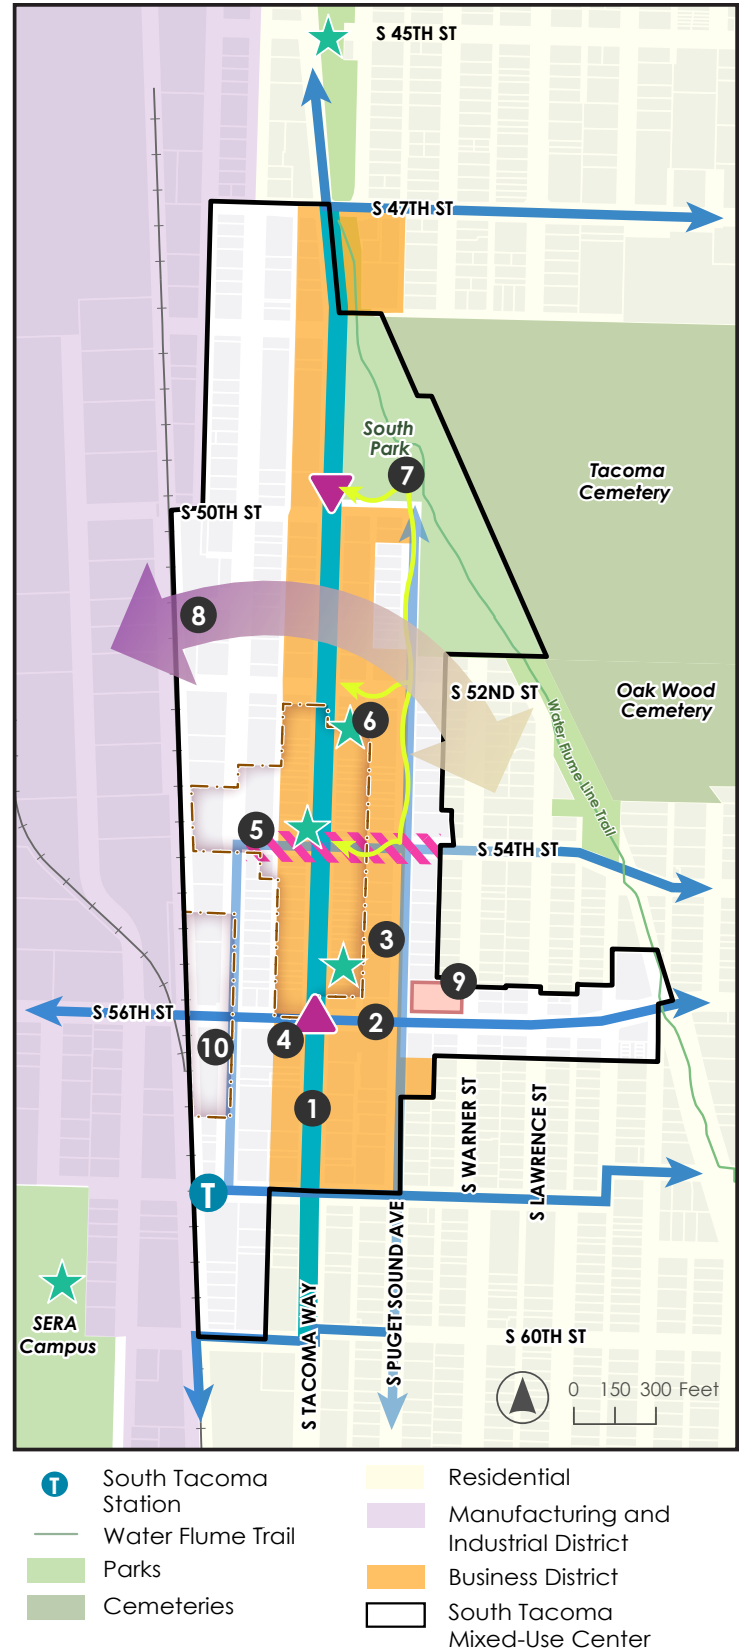 S 45TH ST
S 47TH ST
South
Park
7
Tacoma
Cemetery
S 50TH ST
8
S 52ND ST
Oak Wood
Cemetery
6
Water Flume Line Trail
5
S 54TH ST
3
9
S 56TH ST
2
10
4
1
S WARNER ST
S LAWRENCE ST
T
S TACOMA WAY
S PUGET SOUND AVE
SERA
Campus
S 60TH ST
0 150 300 Feet
T
South Tacoma
Station
Water Flume Trail
Parks
Cemeteries
Residential
Manufacturing and
Industrial District
Business District
South Tacoma
Mixed-Use Center